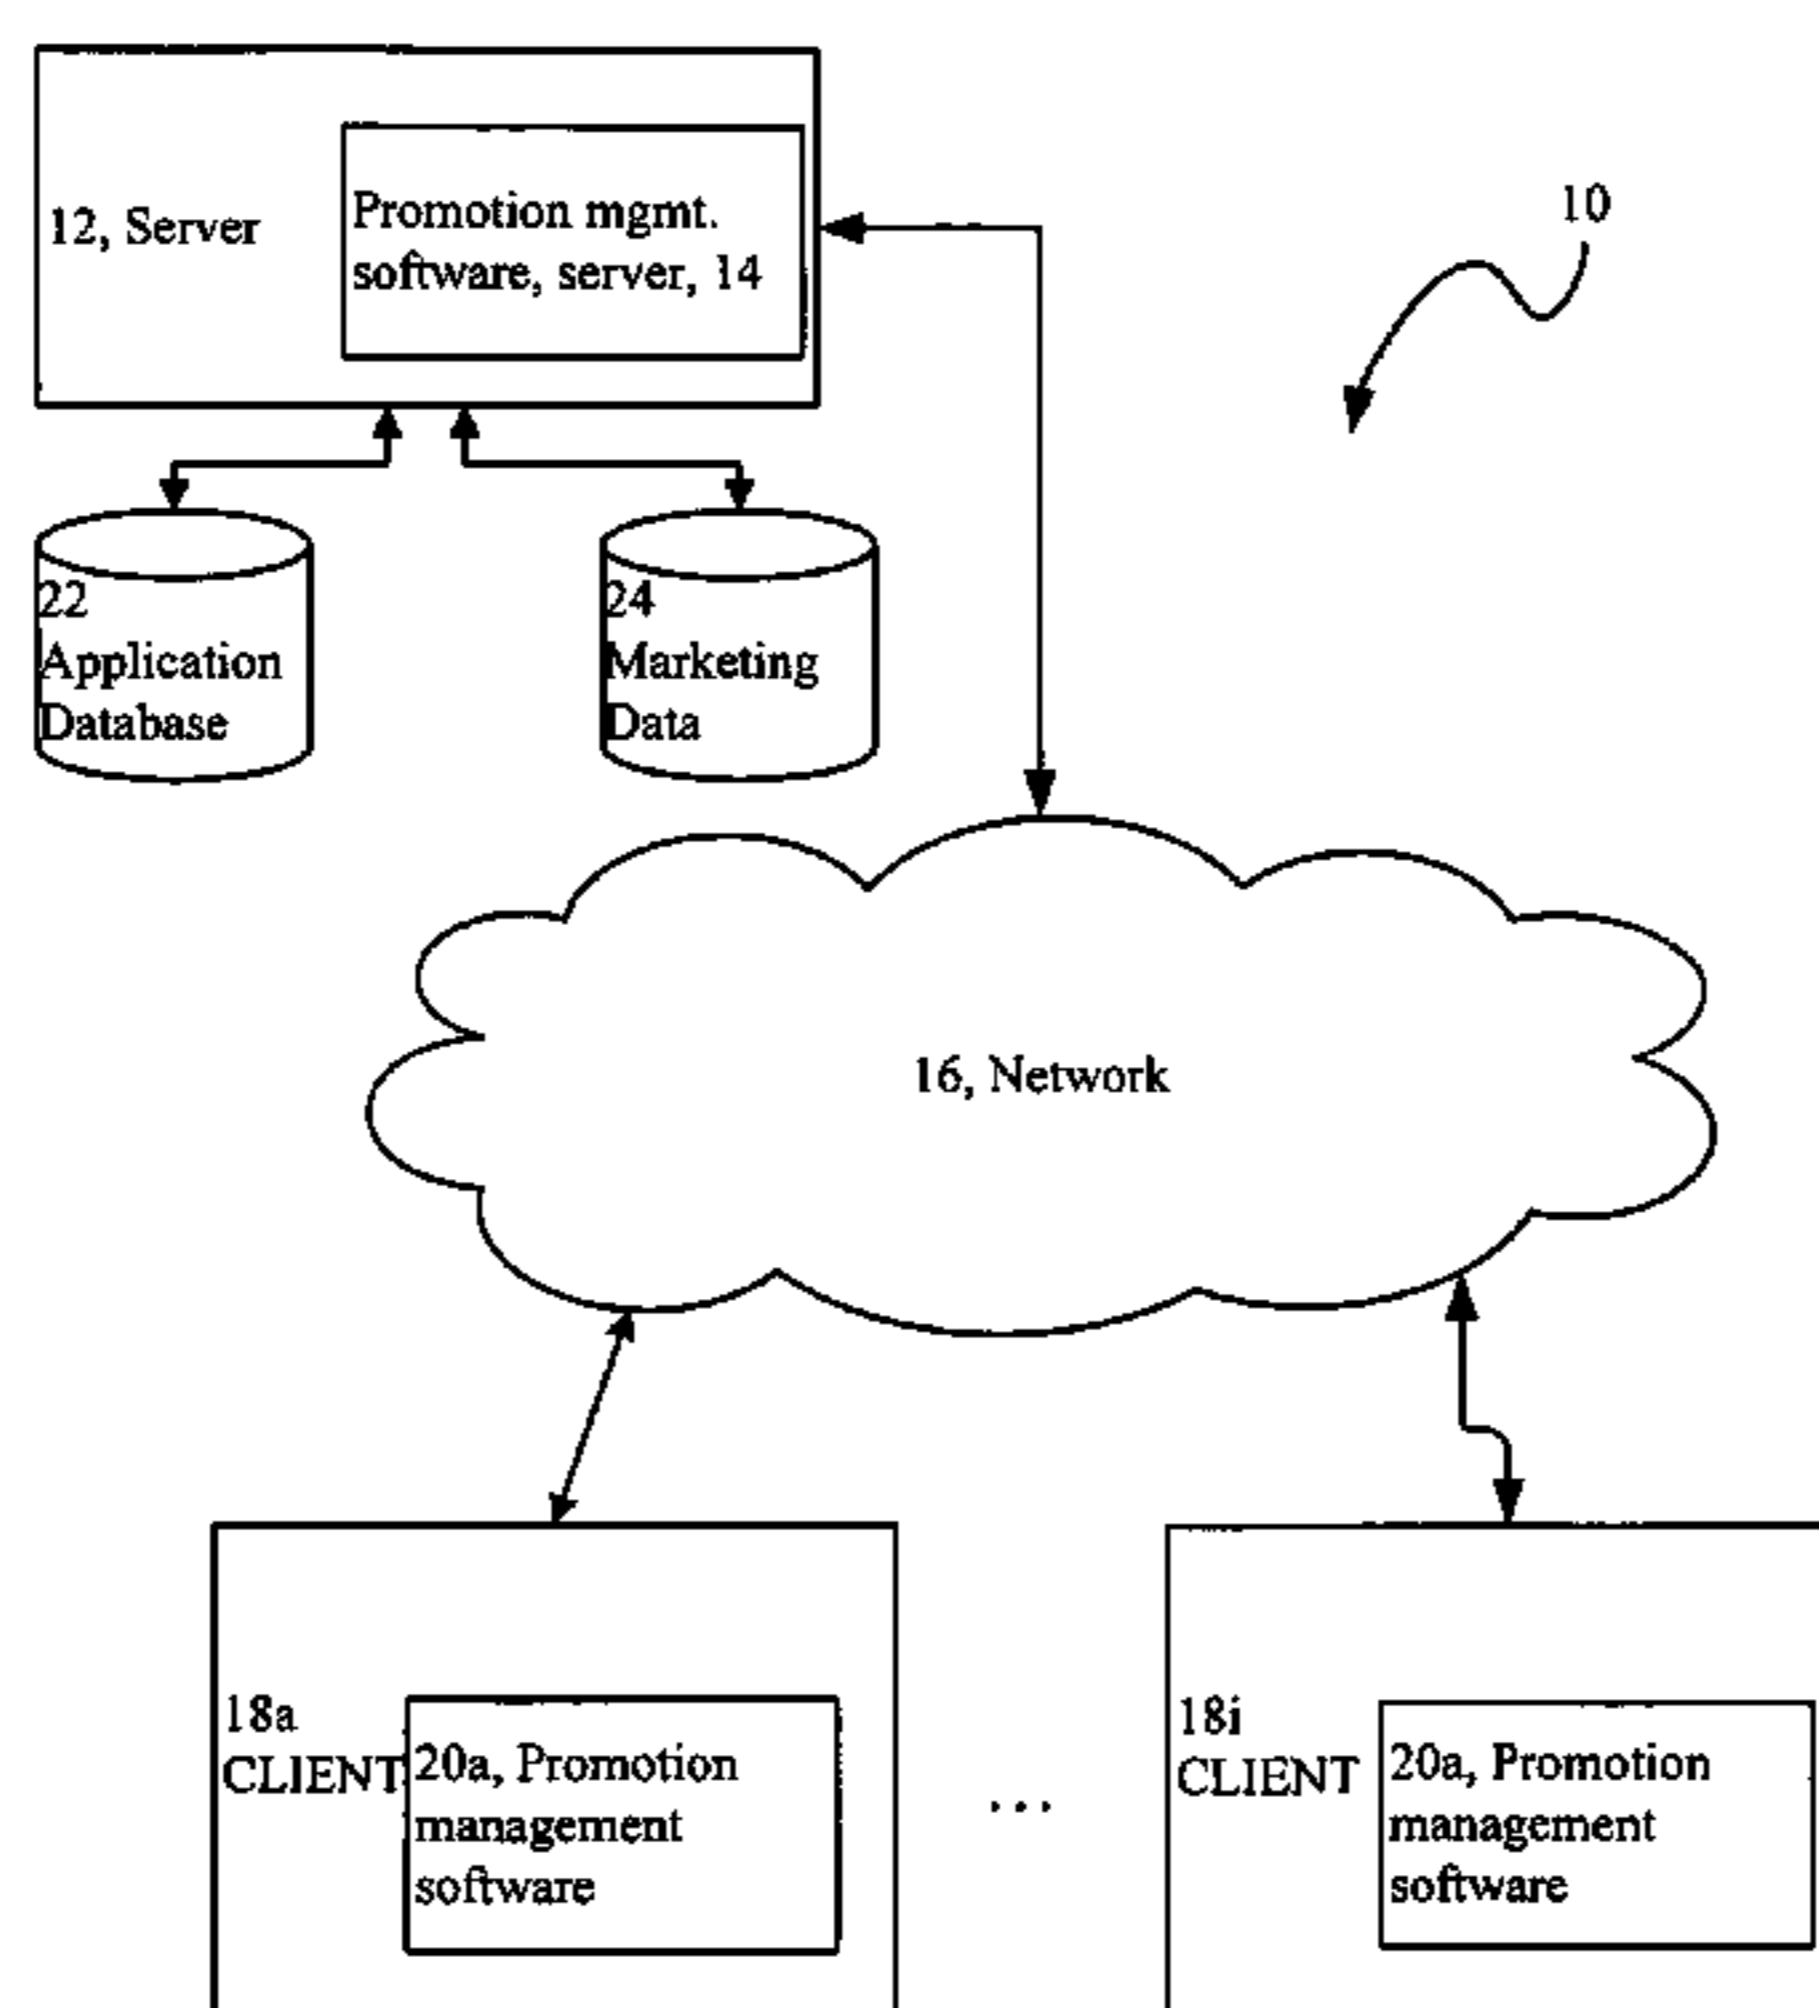 10
12, Server
Promotion mgmt.
software, server, 14
22
Application
Database
24
Marketing
Data
16, Network
18a
CLIENT
20a, Promotion
management
software
...
18i
CLIENT
20a, Promotion
management
software